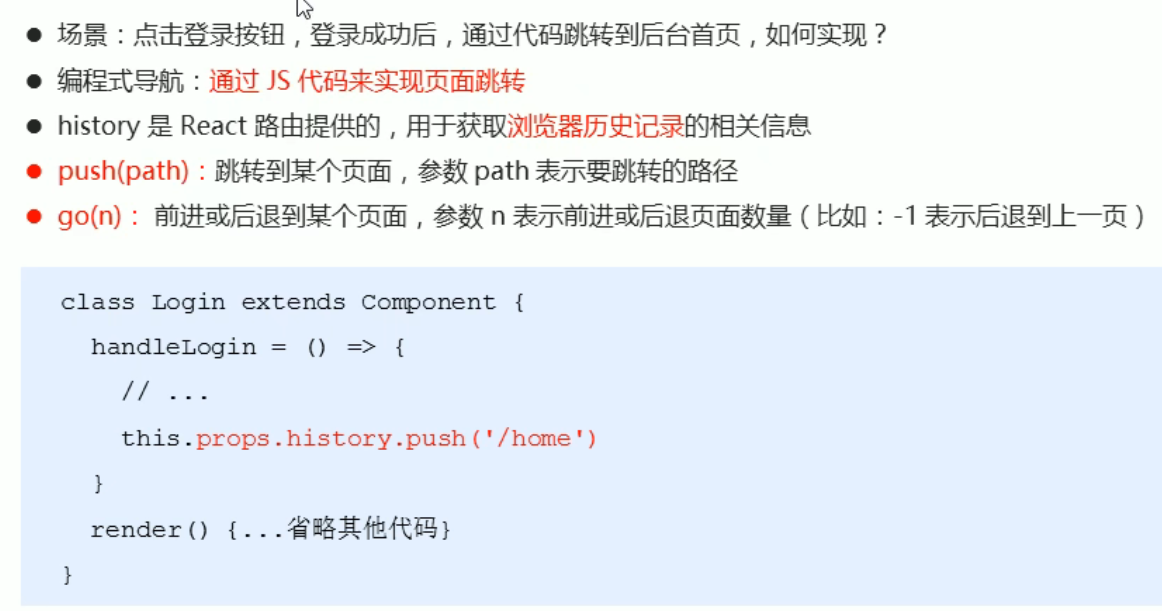 ● 场景：点击登录按钮，登录成功后，通过代码跳转到后台首页，如何实现？
● 编程式导航：通过 JS 代码来实现页面跳转
● history 是 React 路由提供的，用于获取浏览器历史记录的相关信息
● push(path)：跳转到某个页面，参数 path 表示要跳转的路径
● go(n)： 前进或后退到某个页面，参数 n 表示前进或后退页面数量（比如：-1 表示后退到上一页）
class Login extends Component {
  handleLogin = () => {
    // ...
    this.props.history.push('/home')
  }
  render() {...省略其他代码}
}